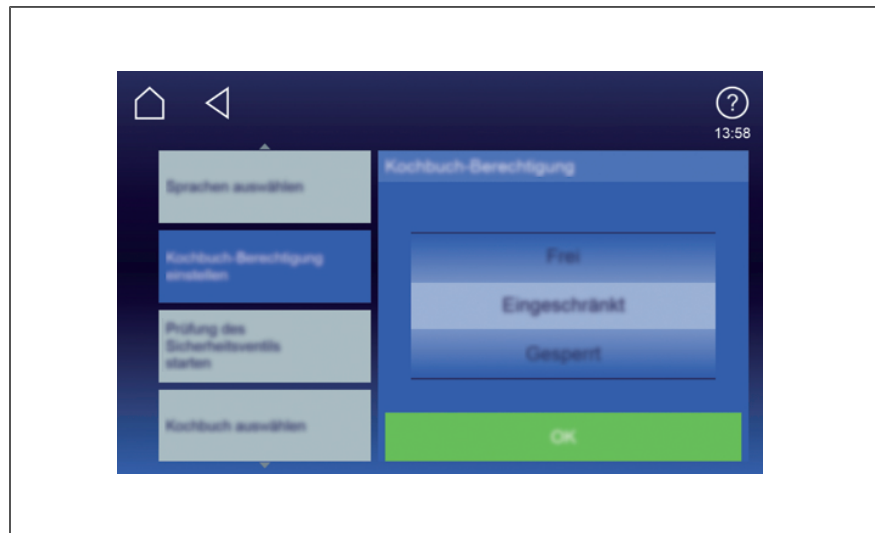 ?
13:58
Sprachen auswählen
Kochbuch-Berechtigung
einstellen
Prüfung des
Sicherheitsventils
starten
Kochbuch auswählen
Kochbuch-Berechtigung
Frei
Eingeschränkt
Gesperrt
OK